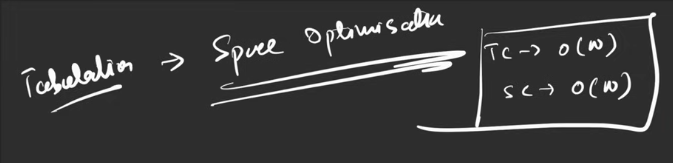 Tabulation → Space Optimisation
TC → O(N)
SC → O(N)